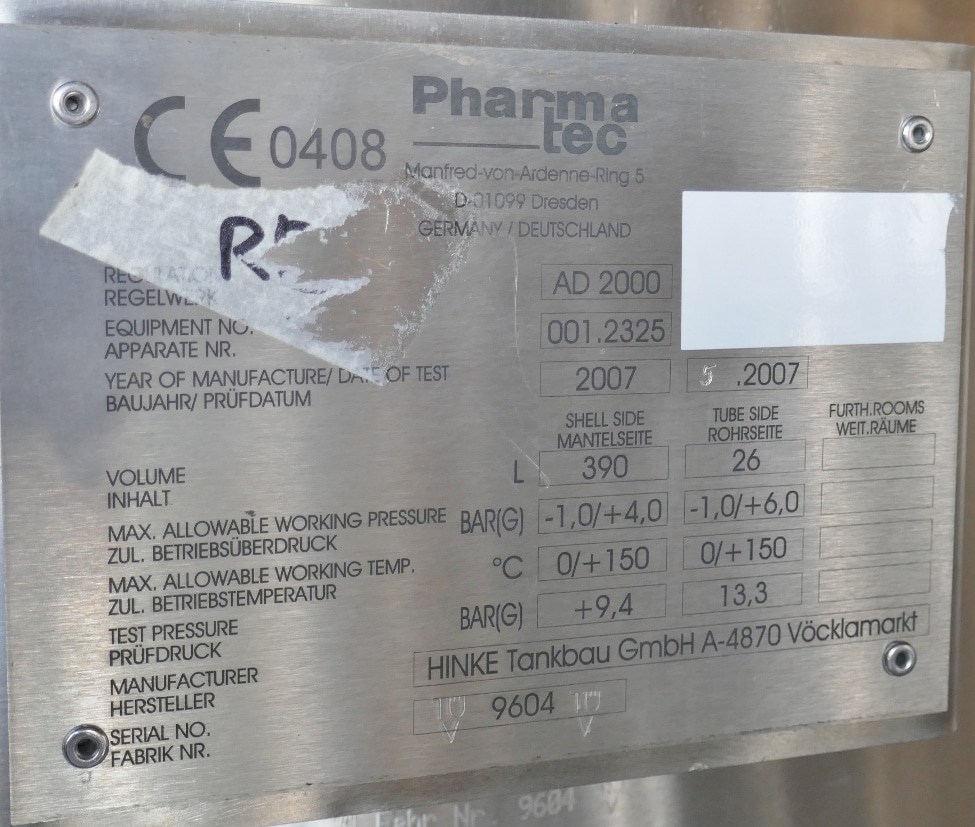 CE 0408
Pharma
tec
Manfred-von-Ardenne-Ring 5
D-01099 Dresden
GERMANY / DEUTSCHLAND
AD 2000
REGELWERK
EQUIPMENT NO.
APPARATE NR.
001.2325
YEAR OF MANUFACTURE/ DATE OF TEST
BAUJAHR/ PRÜFDATUM
2007 5 .2007
SHELL SIDE
MANTELSEITE
TUBE SIDE
ROHRSEITE
FURTH.ROOMS
WEIT.RÄUME
VOLUME
INHALT
L 390 26
MAX. ALLOWABLE WORKING PRESSURE
ZUL. BETRIEBSÜBERDRUCK
BAR(G) -1,0/+4,0 -1,0/+6,0
MAX. ALLOWABLE WORKING TEMP.
ZUL. BETRIEBSTEMPERATUR
°C 0/+150 0/+150
TEST PRESSURE
PRÜFDRUCK
BAR(G) +9,4 13,3
MANUFACTURER
HERSTELLER
HINKE Tankbau GmbH A-4870 Vöcklamarkt
SERIAL NO.
FABRIK NR.
9604
Nr. 9604